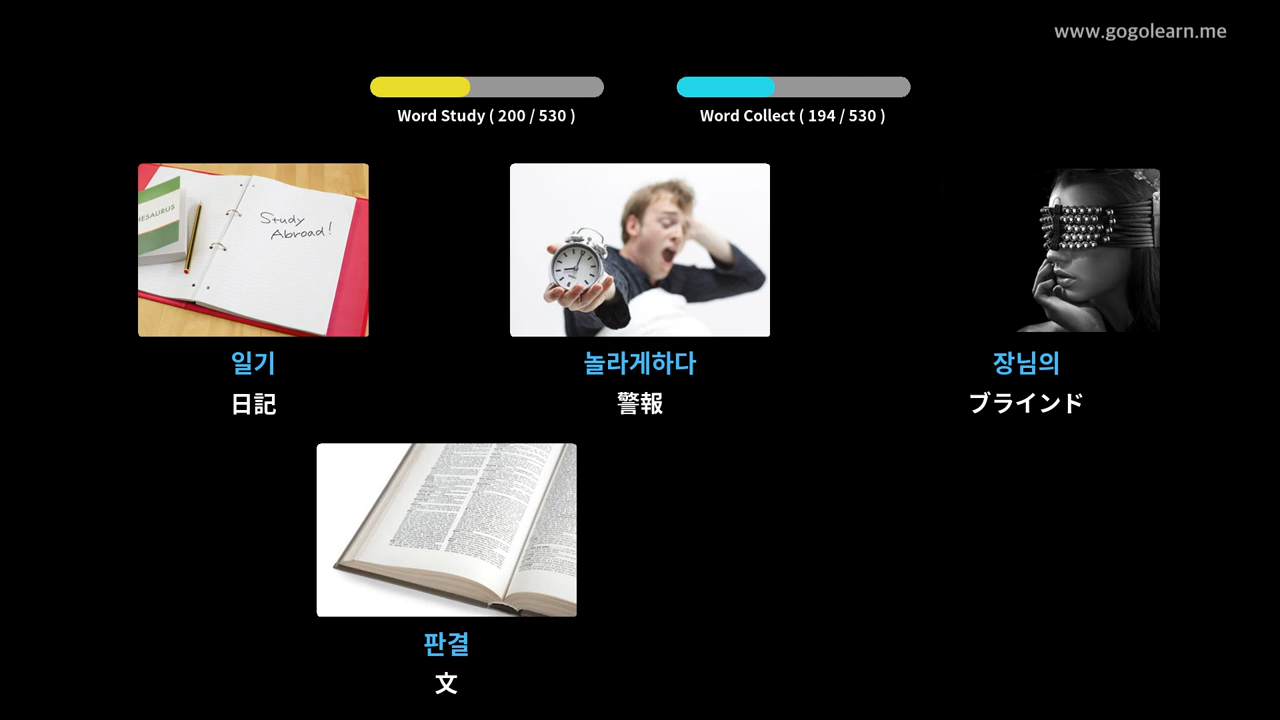 www.gogolearn.me
Word Study ( 200 / 530 )
Word Collect ( 194 / 530 )
THESAURUS
Study
Abroad!
일기
日記
놀라게하다
警報
장님의
ブラインド
판결
文